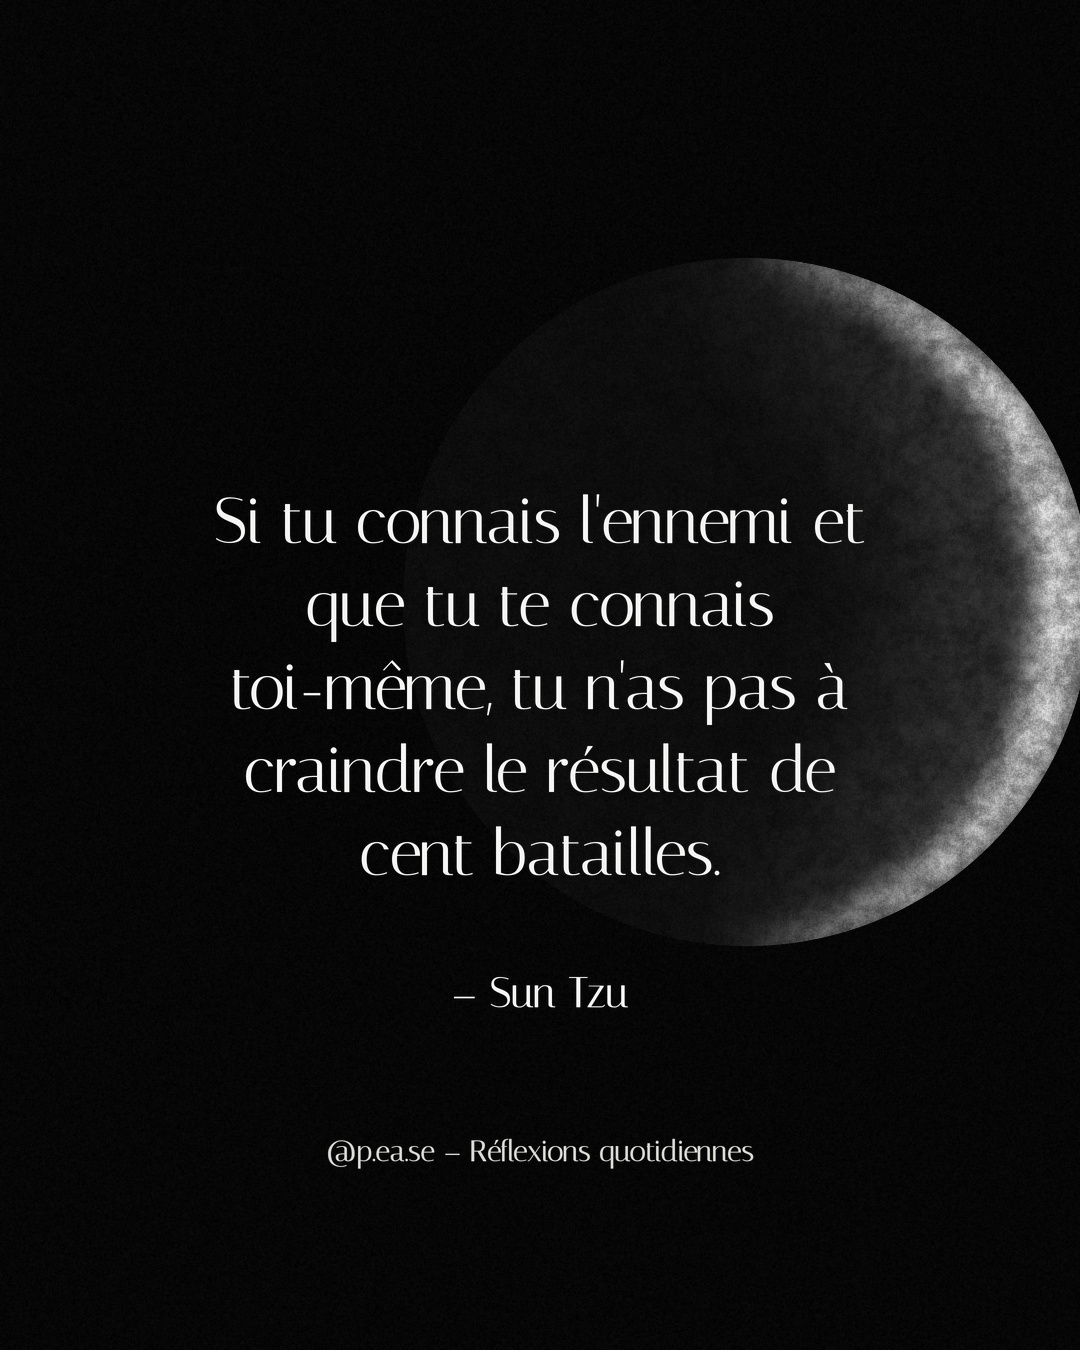 Si tu connais l'ennemi et
que tu te connais
toi-même, tu n'as pas à
craindre le résultat de
cent batailles.
– Sun Tzu
@p.ea.se – Réflexions quotidiennes